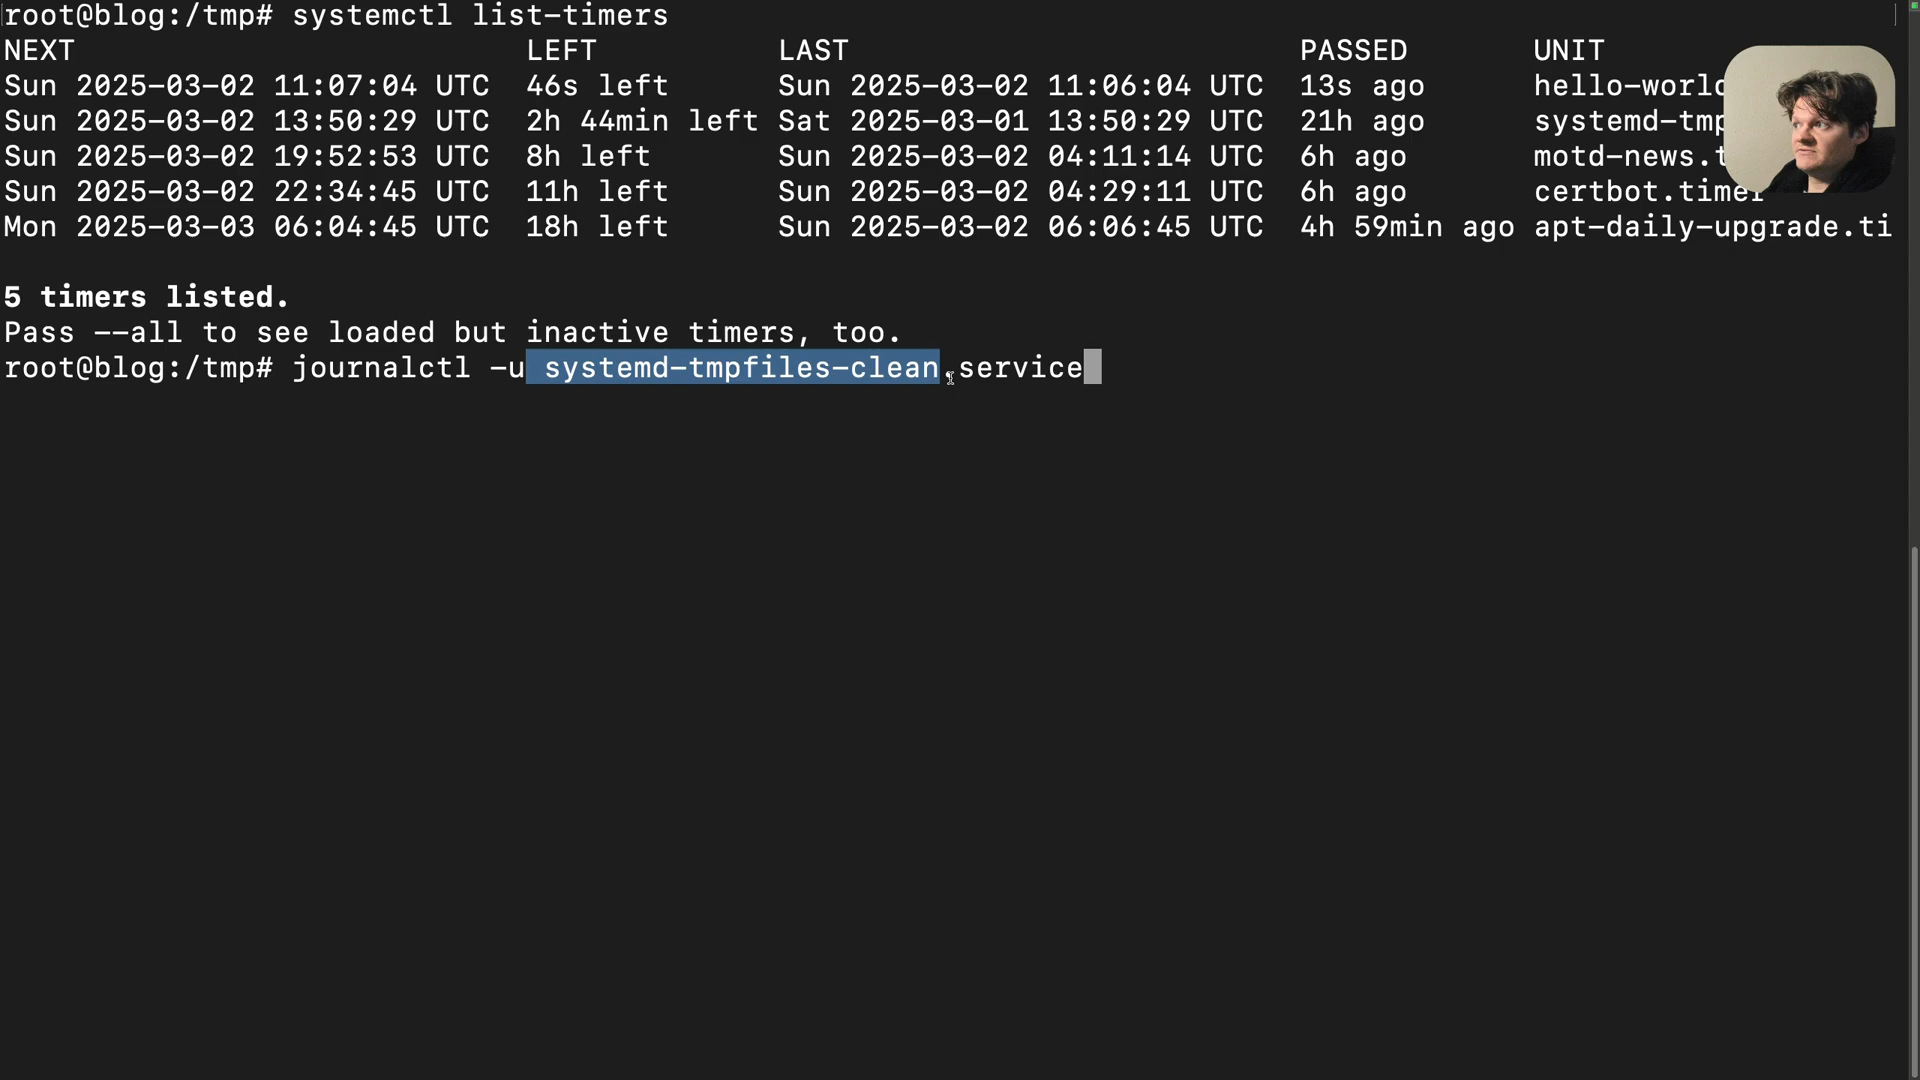 root@blog:/tmp# systemctl list-timers
NEXT LEFT LAST PASSED UNIT
Sun 2025-03-02 11:07:04 UTC 46s left Sun 2025-03-02 11:06:04 UTC 13s ago hello-world
Sun 2025-03-02 13:50:29 UTC 2h 44min left Sat 2025-03-01 13:50:29 UTC 21h ago systemd-tmp
Sun 2025-03-02 19:52:53 UTC 8h left Sun 2025-03-02 04:11:14 UTC 6h ago motd-news.t
Sun 2025-03-02 22:34:45 UTC 11h left Sun 2025-03-02 04:29:11 UTC 6h ago certbot.timer
Mon 2025-03-03 06:04:45 UTC 18h left Sun 2025-03-02 06:06:45 UTC 4h 59min ago apt-daily-upgrade.ti
5 timers listed.
Pass --all to see loaded but inactive timers, too.
root@blog:/tmp# journalctl -u systemd-tmpfiles-clean.service